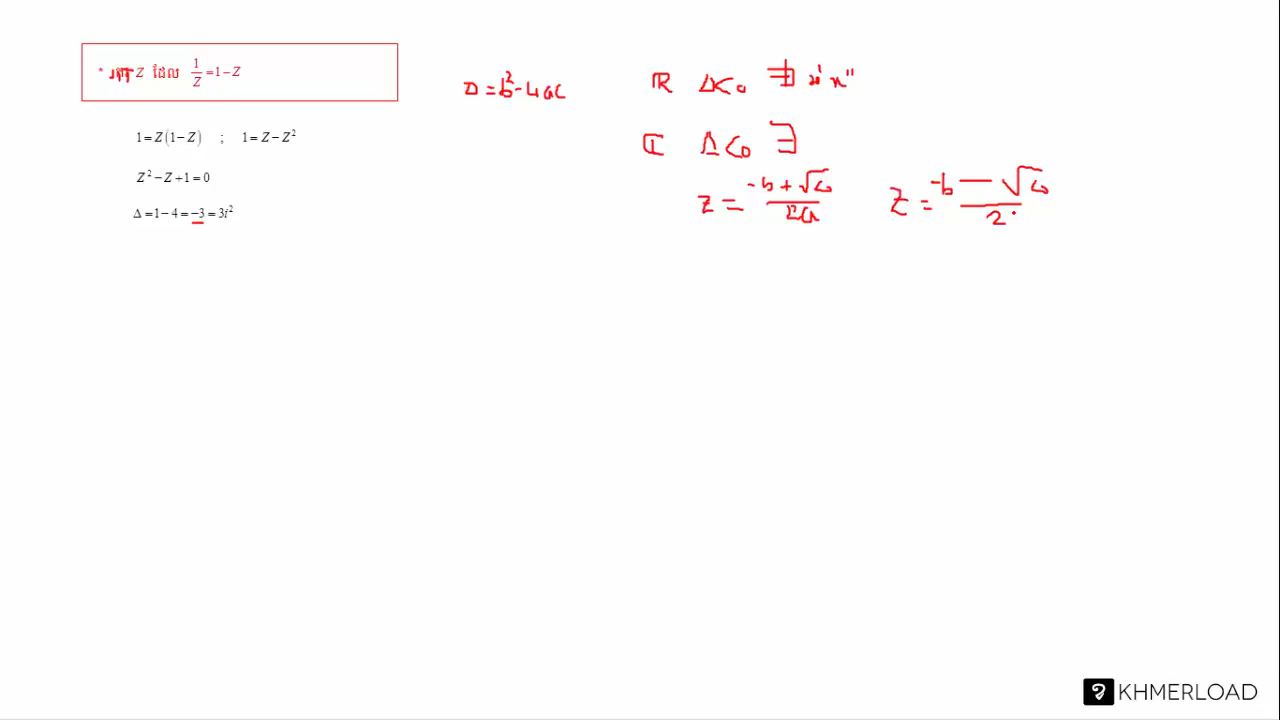 * រក Z ដែល 1/Z = 1 − Z
1 = Z(1 − Z) ; 1 = Z − Z²
Z² − Z + 1 = 0
Δ = 1 − 4 = −3 = 3i²
Δ = b² − 4ac
ℝ Δ<0 ∄ x' x''
ℂ Δ<0 ∃
Z = (−b + √Δ)/2a Z = (−b − √Δ)/2
KHMERLOAD